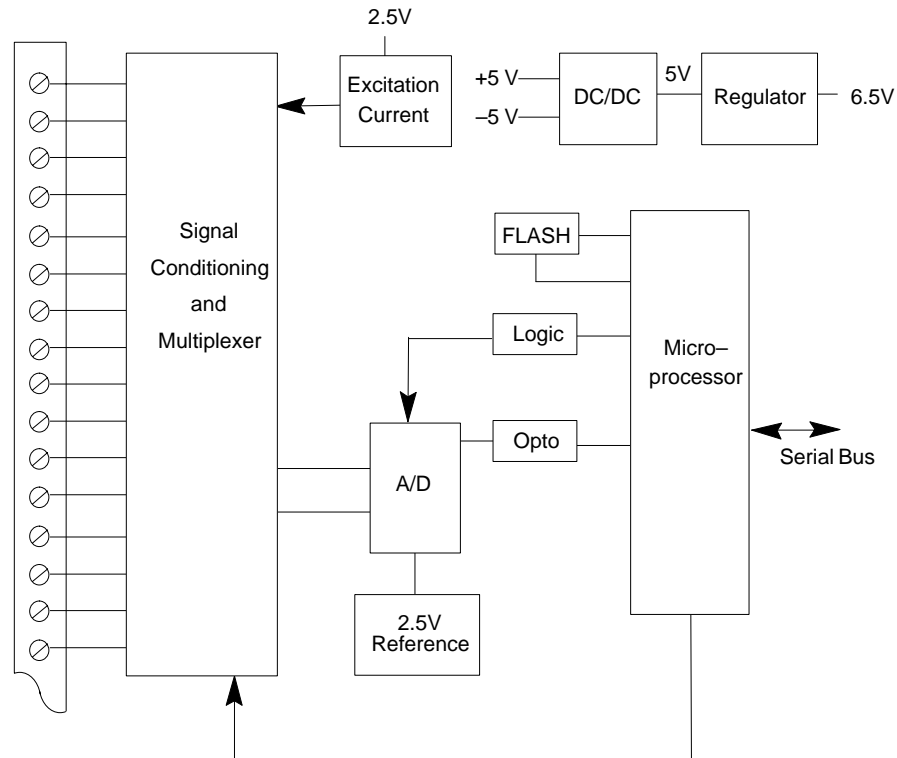 2.5V
Excitation
Current
+5 V
–5 V
DC/DC
5V
Regulator
6.5V
Signal
Conditioning
and
Multiplexer
FLASH
Logic
Micro–
processor
Opto
A/D
Serial Bus
2.5V
Reference